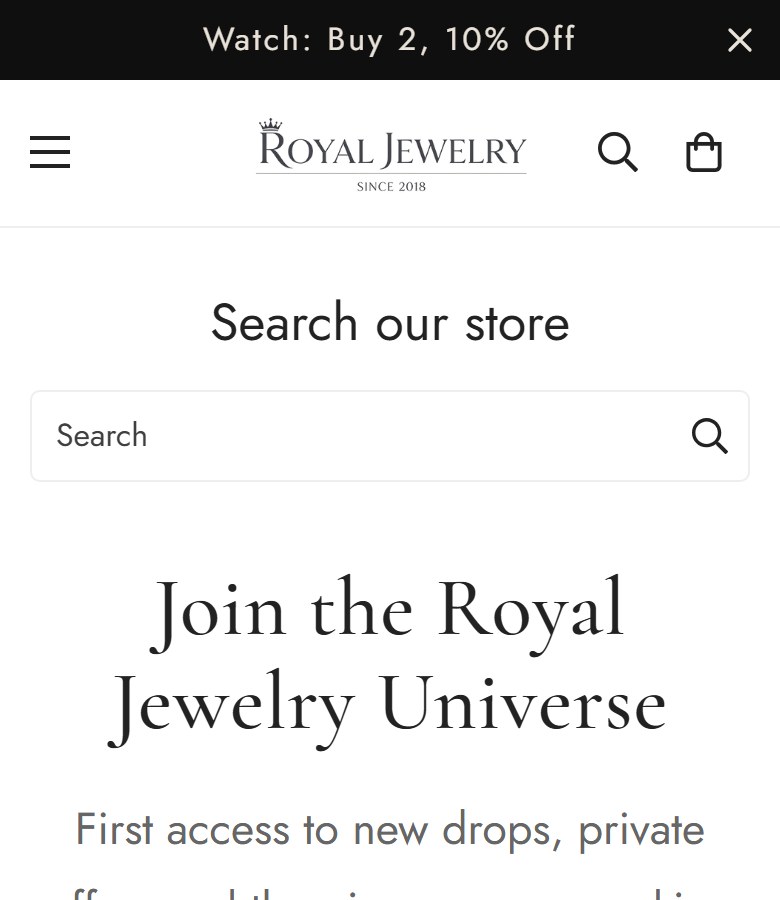 Watch: Buy 2, 10% Off
ROYAL JEWELRY
SINCE 2018
Search our store
Search
Join the Royal
Jewelry Universe
First access to new drops, private